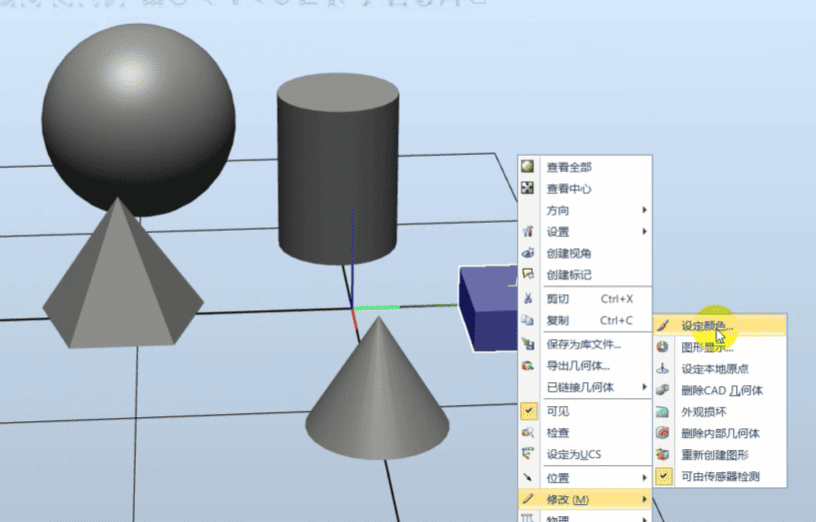 查看全部
查看中心
方向
设置
创建视角
创建标记
剪切 Ctrl+X
复制 Ctrl+C
保存为库文件...
导出几何体...
已链接几何体
可见
检查
设定为UCS
位置
修改 (M)
物理
设定颜色...
图形显示...
设定本地原点
删除CAD 几何体
外观损坏
删除内部几何体
重新创建图形
可由传感器检测